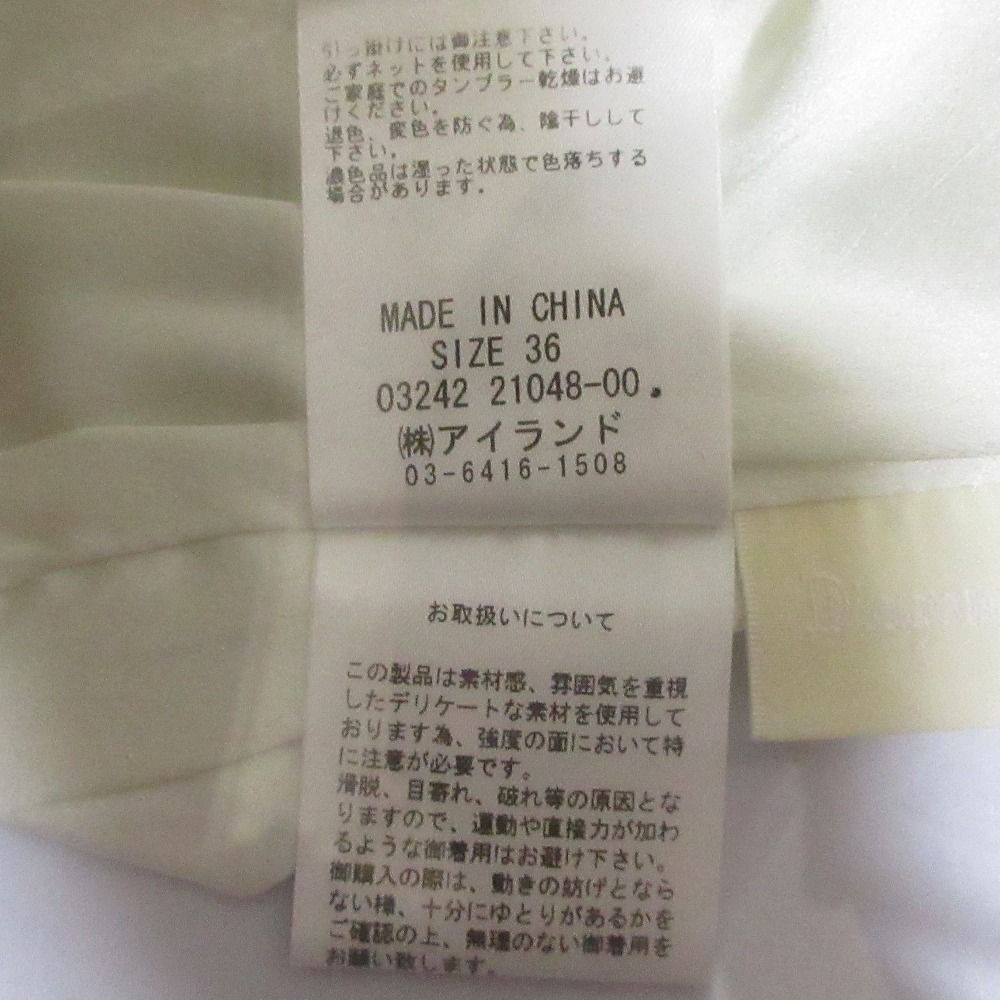 引っ掛けには御注意下さい。
必ずネットを使用して下さい。
ご家庭でのタンブラー乾燥はお避
けください。
退色、変色を防ぐ為、陰干しして
下さい。
濃色品は湿った状態で色落ちする
場合があります。
MADE IN CHINA
SIZE 36
03242 21048-00.
㈱アイランド
03-6416-1508
お取扱いについて
この製品は素材感、雰囲気を重視
したデリケートな素材を使用して
おります為、強度の面において特
に注意が必要です。
滑脱、目寄れ、破れ等の原因とな
りますので、運動や直接力が加わ
るような御着用はお避け下さい。
御購入の際は、動きの妨げとなら
ない様、十分にゆとりがあるかを
ご確認の上、無理のない御着用を
お願い致します。